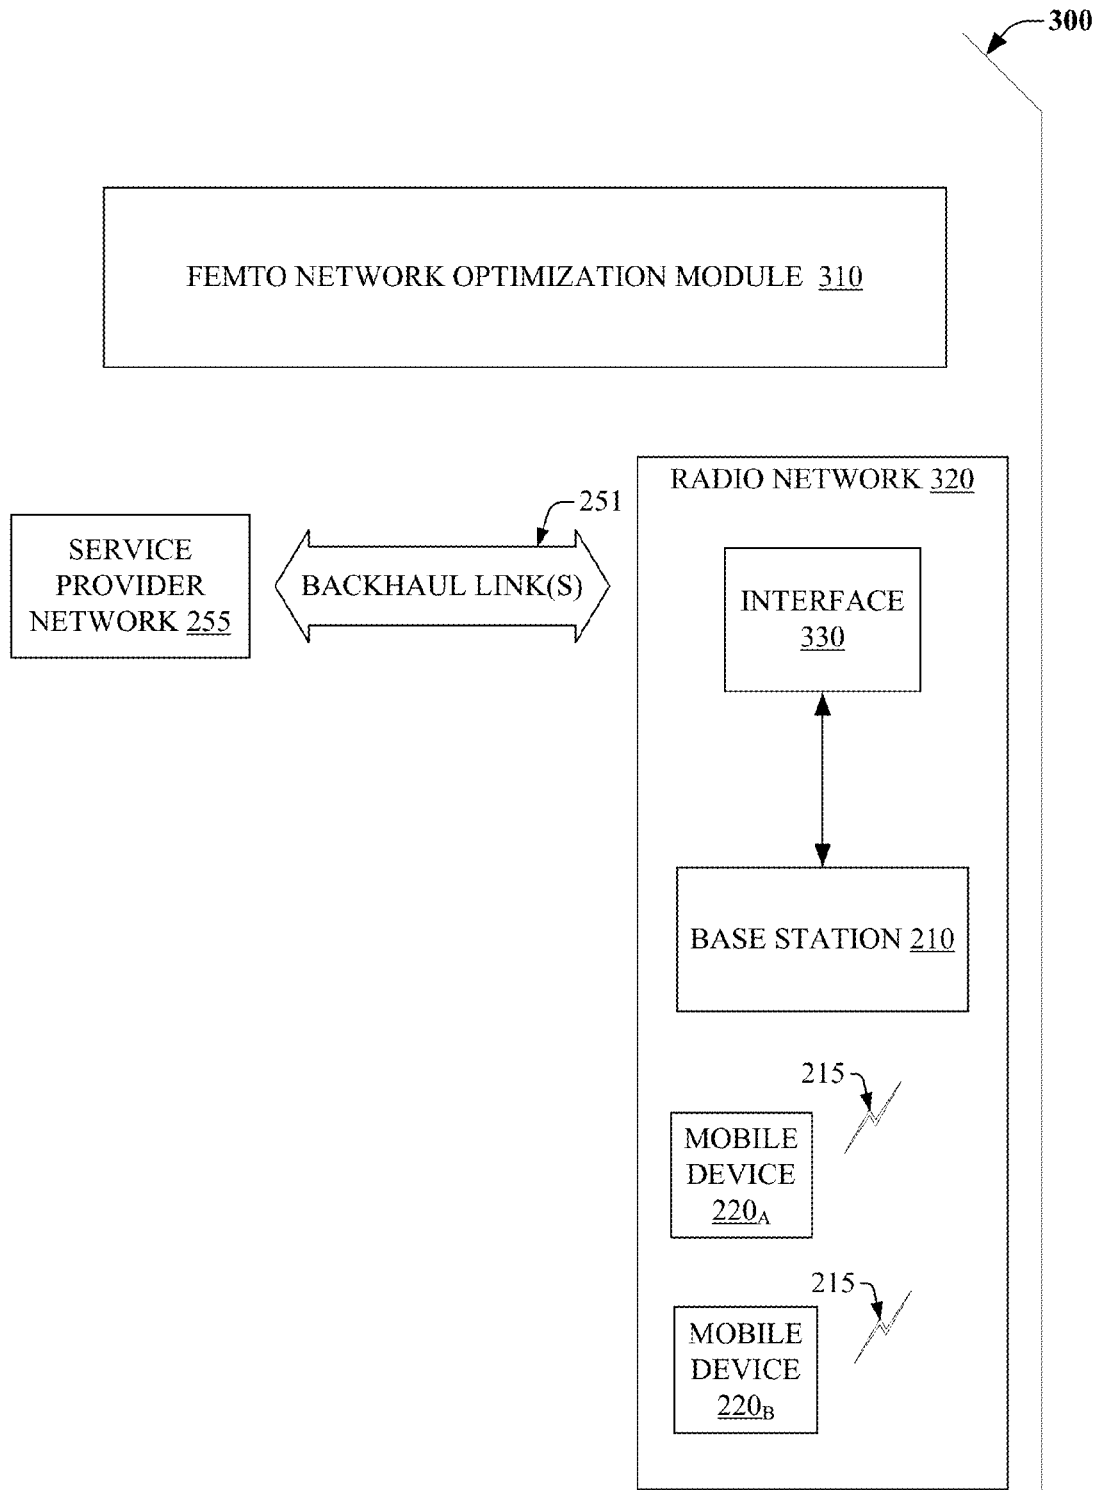 300
FEMTO NETWORK OPTIMIZATION MODULE 310
RADIO NETWORK 320
251
SERVICE
PROVIDER
NETWORK 255
BACKHAUL LINK(S)
INTERFACE
330
BASE STATION 210
215
MOBILE
DEVICE
220A
215
MOBILE
DEVICE
220B